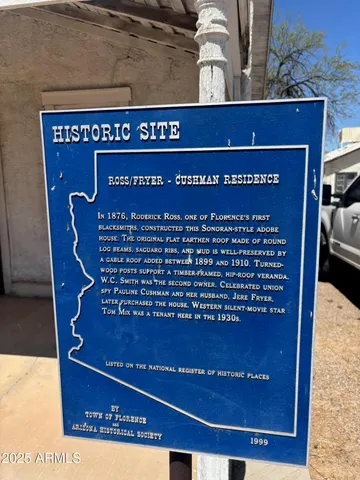 HISTORIC SITE
ROSS/FRYER - CUSHMAN RESIDENCE
IN 1876, RODERICK ROSS, ONE OF FLORENCE'S FIRST
BLACKSMITHS, CONSTRUCTED THIS SONORAN-STYLE ADOBE
HOUSE. THE ORIGINAL FLAT EARTHEN ROOF MADE OF ROUND
LOG BEAMS, SAGUARO RIBS, AND MUD IS WELL-PRESERVED BY
A GABLE ROOF ADDED BETWEEN 1899 AND 1910. TURNED-
WOOD POSTS SUPPORT A TIMBER-FRAMED, HIP-ROOF VERANDA.
W.C. SMITH WAS THE SECOND OWNER. CELEBRATED UNION
SPY PAULINE CUSHMAN AND HER HUSBAND, JERE FRYER,
LATER PURCHASED THE HOUSE. WESTERN SILENT-MOVIE STAR
TOM MIX WAS A TENANT HERE IN THE 1930S.
LISTED ON THE NATIONAL REGISTER OF HISTORIC PLACES
BY
TOWN OF FLORENCE
and
ARIZONA HISTORICAL SOCIETY
1999
2025 ARMLS